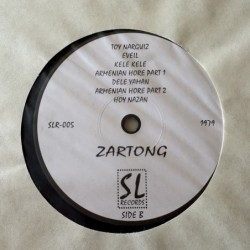 TOY NARQUIZ
EVEIL
KELE KELE
ARMENIAN HORE PART 1
DELE YAMAN
ARMENIAN HORE PART 2
HOY NAZAN
SLR-005
1979
ZARTONG
SL
RECORDS
SIDE B